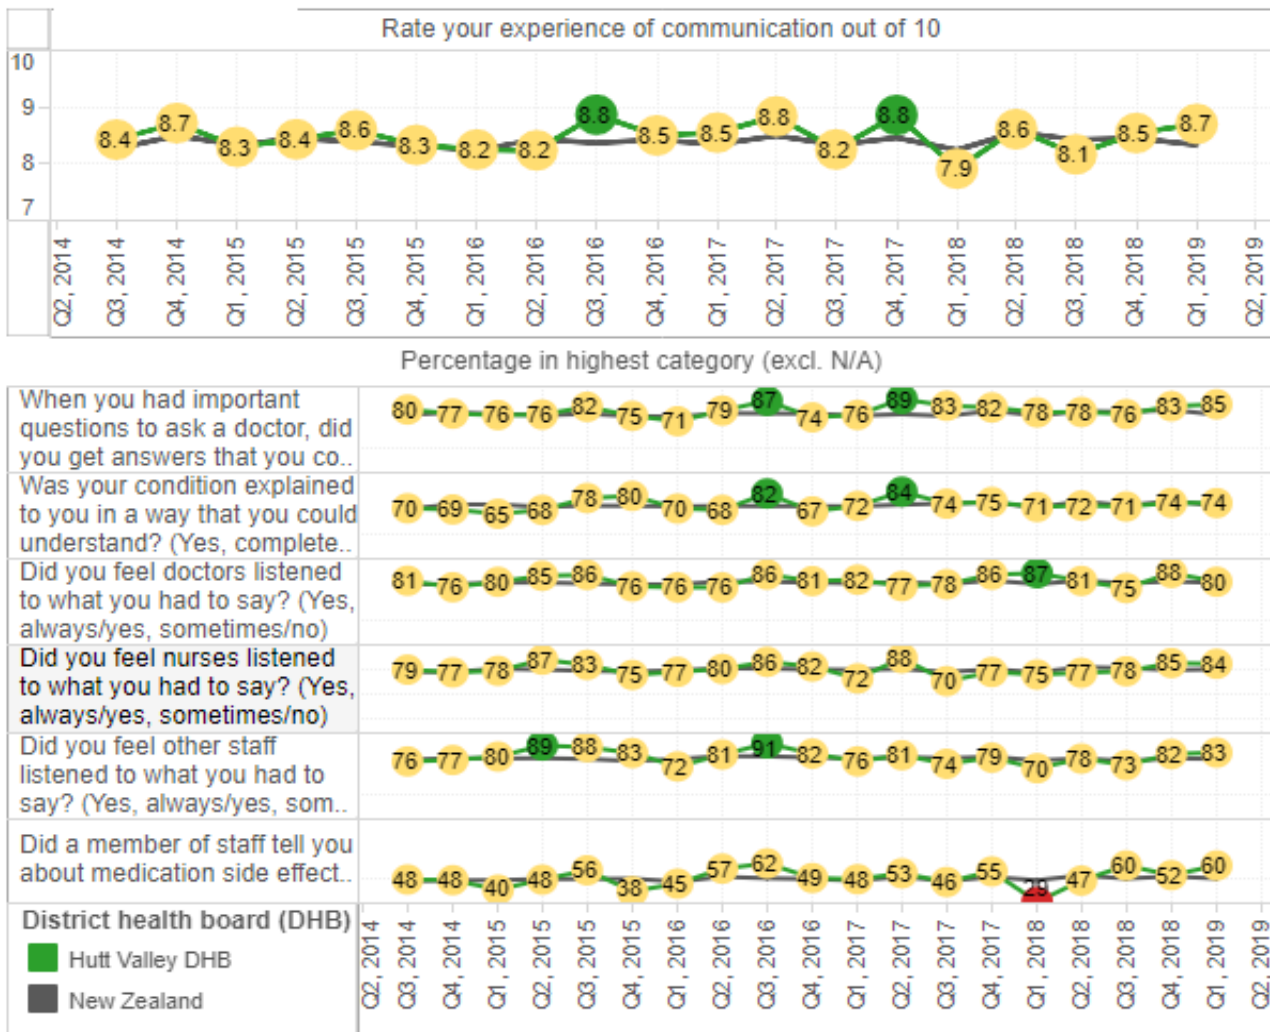 Rate your experience of communication out of 10
10
9
8
7
8.4 8.7 8.3 8.4 8.6 8.3 8.2 8.2 8.8 8.5 8.5 8.8 8.2 8.8 7.9 8.6 8.1 8.5 8.7
Q2, 2014 Q3, 2014 Q4, 2014 Q1, 2015 Q2, 2015 Q3, 2015 Q4, 2015 Q1, 2016 Q2, 2016 Q3, 2016 Q4, 2016 Q1, 2017 Q2, 2017 Q3, 2017 Q4, 2017 Q1, 2018 Q2, 2018 Q3, 2018 Q4, 2018 Q1, 2019 Q2, 2019
Percentage in highest category (excl. N/A)
When you had important
questions to ask a doctor, did
you get answers that you co..
80 77 76 76 82 75 71 79 87 74 76 89 83 82 78 78 76 83 85
Was your condition explained
to you in a way that you could
understand? (Yes, complete..
70 69 65 68 78 80 70 68 82 67 72 84 74 75 71 72 71 74 74
Did you feel doctors listened
to what you had to say? (Yes,
always/yes, sometimes/no)
81 76 80 85 86 76 76 76 86 81 82 77 78 86 87 81 75 88 80
Did you feel nurses listened
to what you had to say? (Yes,
always/yes, sometimes/no)
79 77 78 87 83 75 77 80 86 82 72 88 70 77 75 77 78 85 84
Did you feel other staff
listened to what you had to
say? (Yes, always/yes, som..
76 77 80 89 88 83 72 81 91 82 76 81 74 79 70 78 73 82 83
Did a member of staff tell you
about medication side effect..
48 48 40 48 56 38 45 57 62 49 48 53 46 55 29 47 60 52 60
District health board (DHB)
Hutt Valley DHB
New Zealand
Q2, 2014 Q3, 2014 Q4, 2014 Q1, 2015 Q2, 2015 Q3, 2015 Q4, 2015 Q1, 2016 Q2, 2016 Q3, 2016 Q4, 2016 Q1, 2017 Q2, 2017 Q3, 2017 Q4, 2017 Q1, 2018 Q2, 2018 Q3, 2018 Q4, 2018 Q1, 2019 Q2, 2019